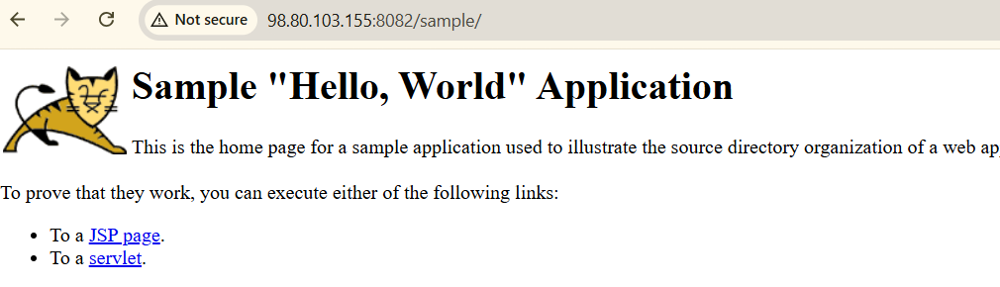 Not secure 98.80.103.155:8082/sample/
Sample "Hello, World" Application
This is the home page for a sample application used to illustrate the source directory organization of a web
To prove that they work, you can execute either of the following links:
To a JSP page.
To a servlet.